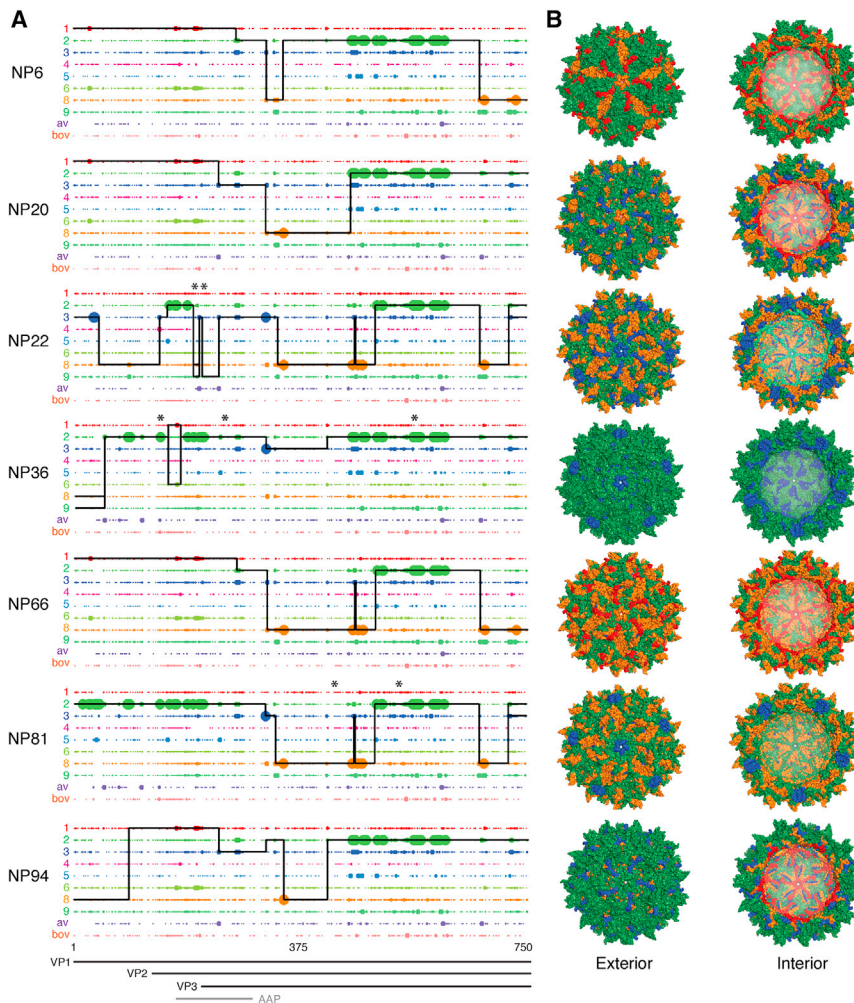 A
B
NP6
1
2
3
4
5
6
8
9
av
bov
NP20
1
2
3
4
5
6
8
9
av
bov
**
NP22
1
2
3
4
5
6
8
9
av
bov
* * *
NP36
1
2
3
4
5
6
8
9
av
bov
NP66
1
2
3
4
5
6
8
9
av
bov
* *
NP81
1
2
3
4
5
6
8
9
av
bov
NP94
1
2
3
4
5
6
8
9
av
bov
1 375 750
VP1
VP2
VP3
AAP
Exterior Interior